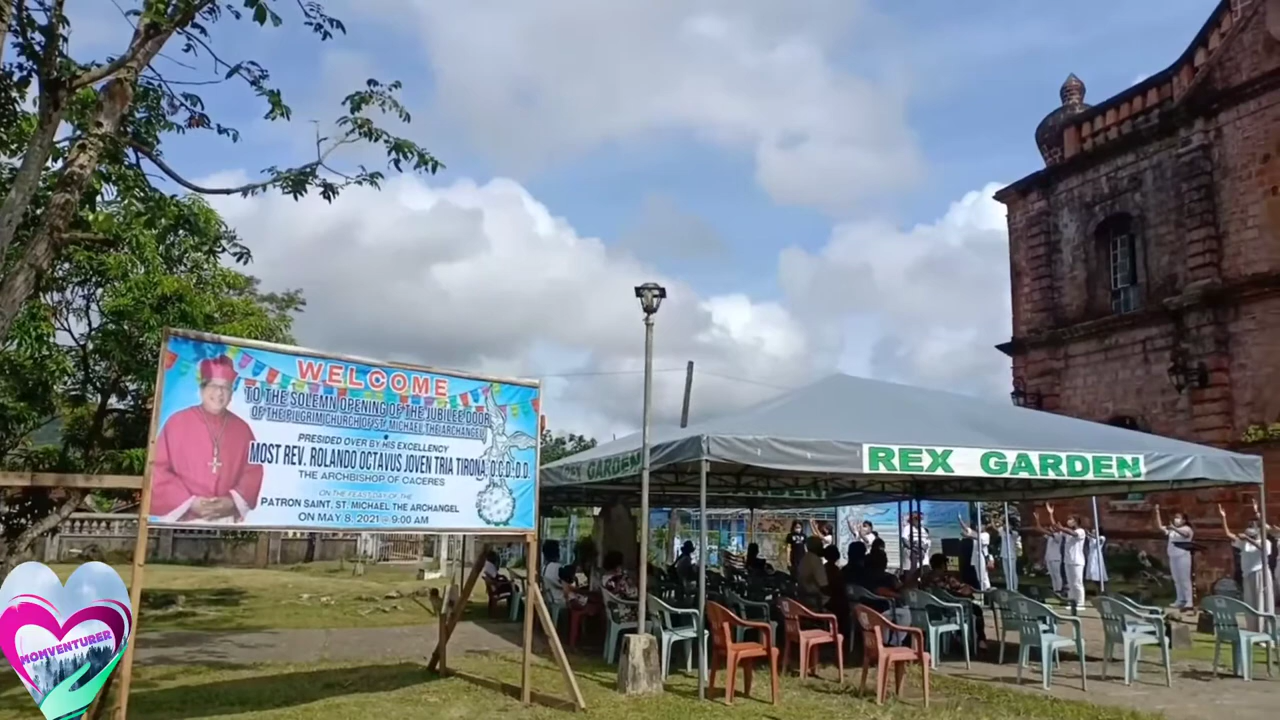 WELCOME
TO THE SOLEMN OPENING OF THE JUBILEE DOOR
OF THE PILGRIM CHURCH OF ST. MICHAEL THE ARCHANGEL
PRESIDED OVER BY HIS EXCELLENCY
MOST REV. ROLANDO OCTAVUS JOVEN TRIA TIRONA, O.C.D., D.D.
THE ARCHBISHOP OF CACERES
ON THE FEAST DAY OF THE
PATRON SAINT, ST. MICHAEL THE ARCHANGEL
ON MAY 8, 2021 @ 9:00 AM
REX GARDEN
REX GARDEN
MOMVENTURER